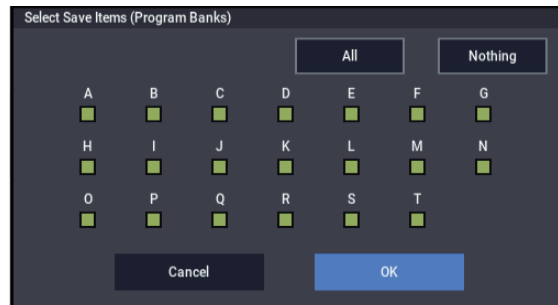 Select Save Items (Program Banks)
All Nothing
A B C D E F G
H I J K L M N
O P Q R S T
Cancel OK